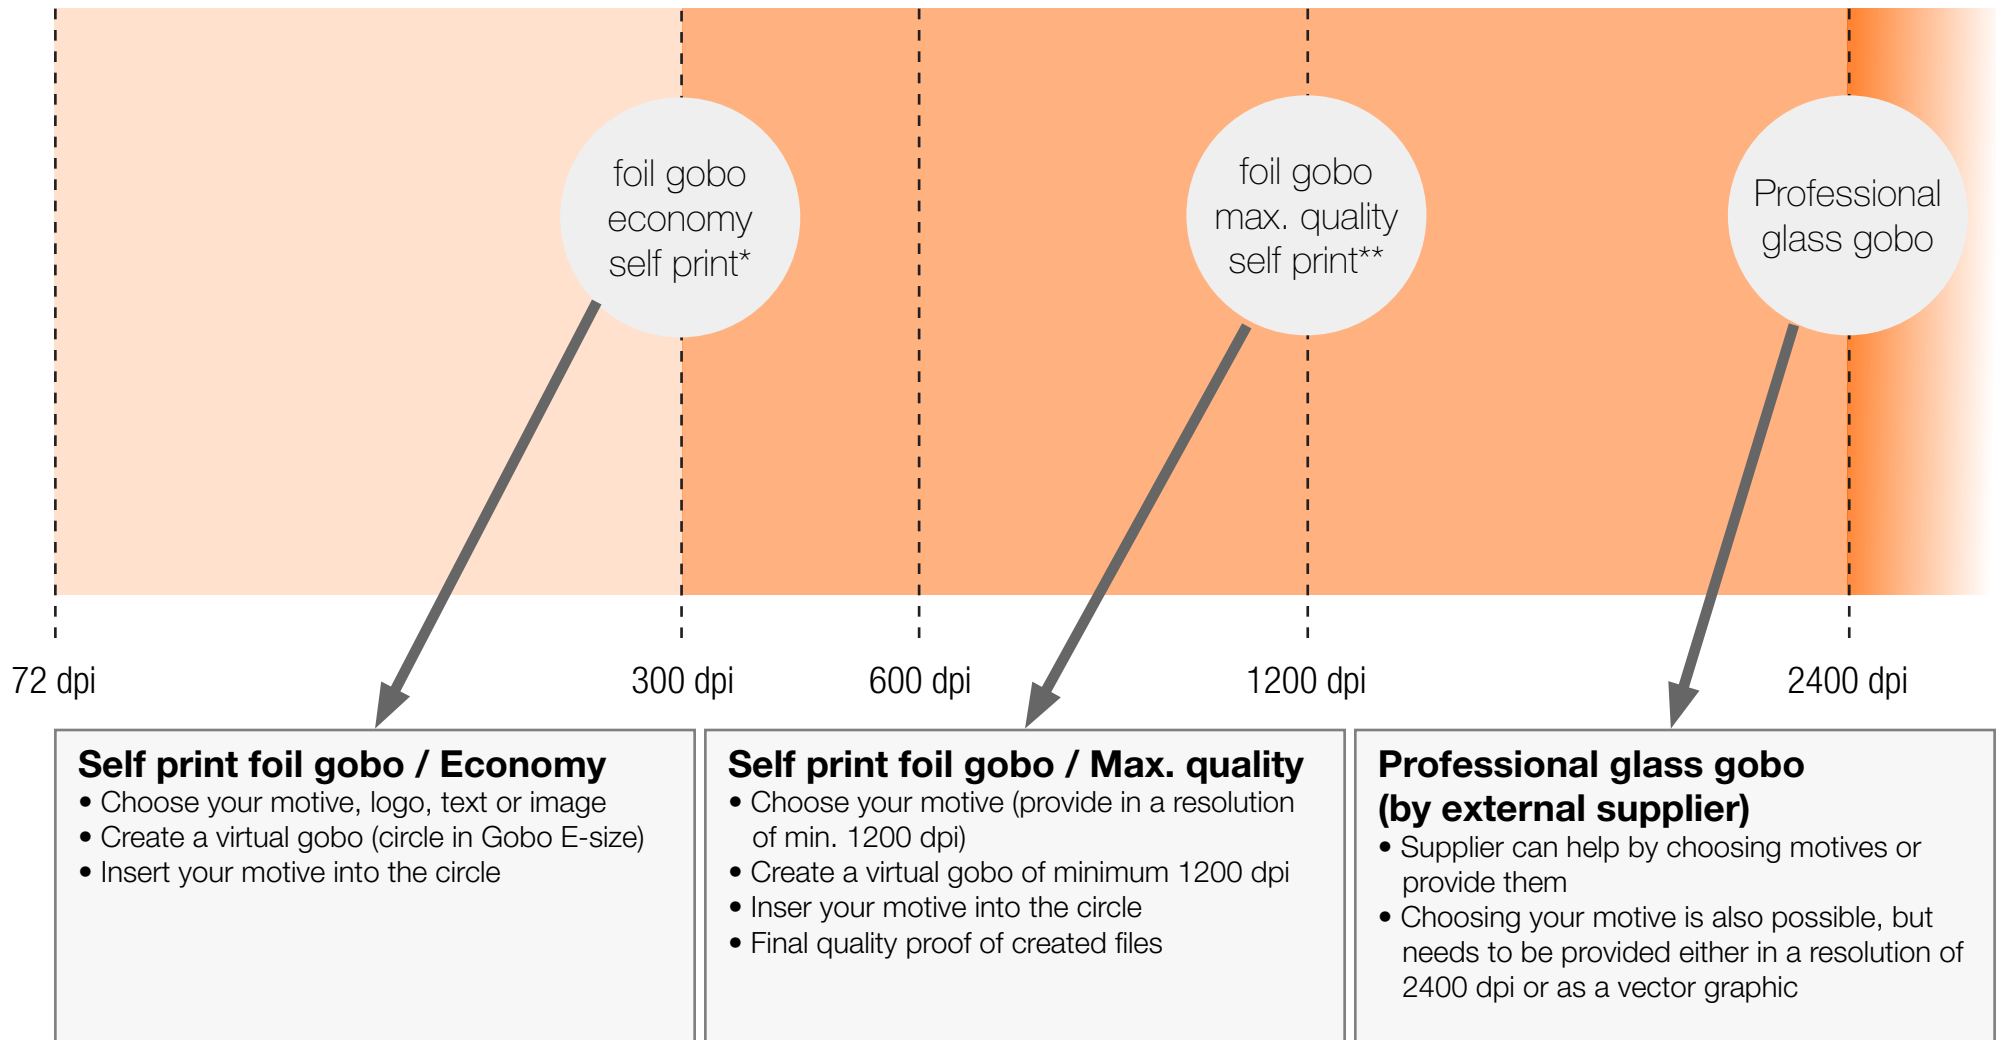 foil gobo
economy
self print*
foil gobo
max. quality
self print**
Professional
glass gobo
72 dpi
300 dpi
600 dpi
1200 dpi
2400 dpi
Self print foil gobo / Economy
• Choose your motive, logo, text or image
• Create a virtual gobo (circle in Gobo E-size)
• Insert your motive into the circle
Self print foil gobo / Max. quality
• Choose your motive (provide in a resolution
of min. 1200 dpi)
• Create a virtual gobo of minimum 1200 dpi
• Inser your motive into the circle
• Final quality proof of created files
Professional glass gobo
(by external supplier)
• Supplier can help by choosing motives or
provide them
• Choosing your motive is also possible, but
needs to be provided either in a resolution of
2400 dpi or as a vector graphic